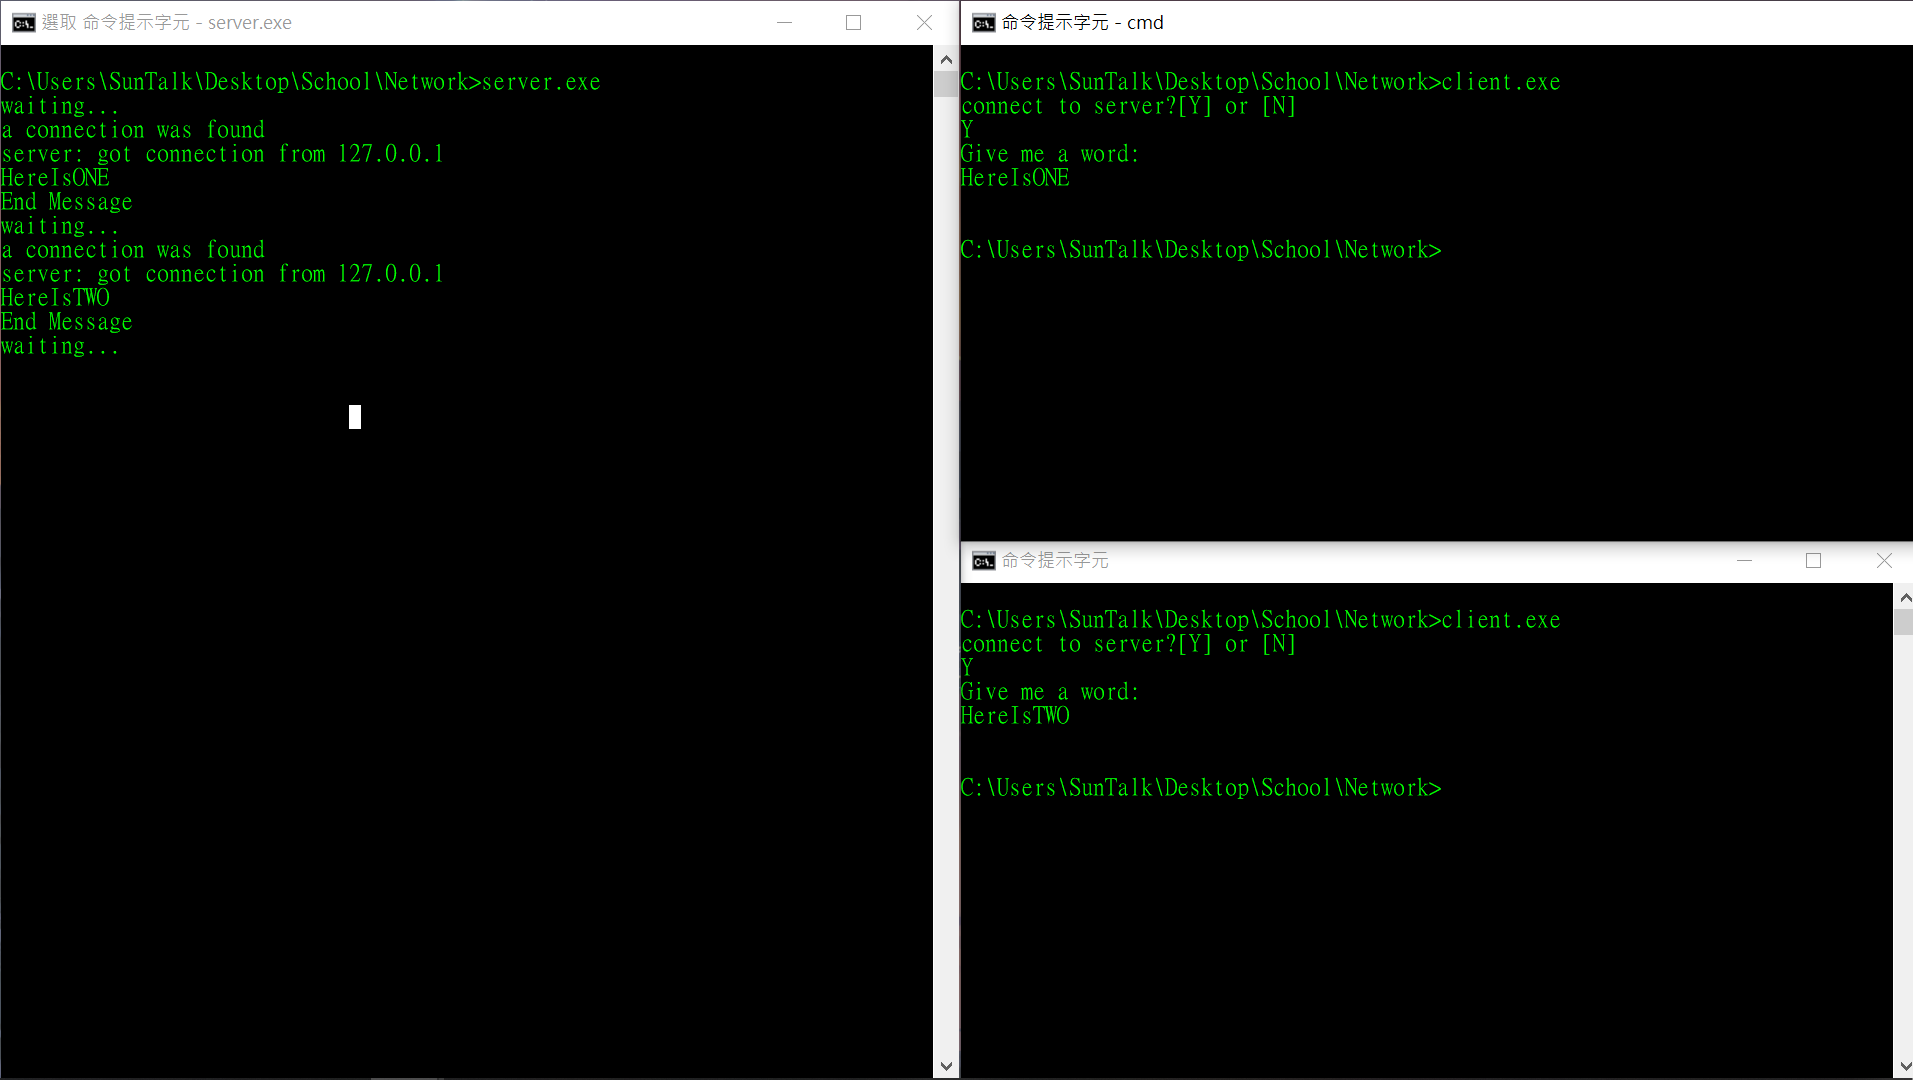 選取 命令提示字元 - server.exe
C:\Users\SunTalk\Desktop\School\Network>server.exe
waiting...
a connection was found
server: got connection from 127.0.0.1
HereIsONE
End Message
waiting...
a connection was found
server: got connection from 127.0.0.1
HereIsTWO
End Message
waiting...
命令提示字元 - cmd
C:\Users\SunTalk\Desktop\School\Network>client.exe
connect to server?[Y] or [N]
Y
Give me a word:
HereIsONE
C:\Users\SunTalk\Desktop\School\Network>
命令提示字元
C:\Users\SunTalk\Desktop\School\Network>client.exe
connect to server?[Y] or [N]
Y
Give me a word:
HereIsTWO
C:\Users\SunTalk\Desktop\School\Network>